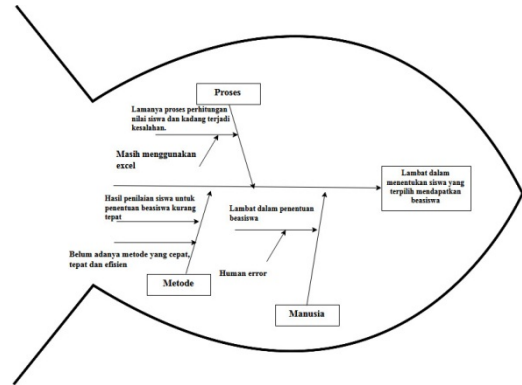 Proses
Lamanya proses perhitungan
nilai siswa dan kadang terjadi
kesalahan.
Masih menggunakan
excel
Lambat dalam
menentukan siswa yang
terpilih mendapatkan
beasiswa
Hasil penilaian siswa untuk
penentuan beasiswa kurang
tepat
Lambat dalam penentuan
beasiswa
Belum adanya metode yang cepat,
tepat dan efisien
Human error
Metode
Manusia